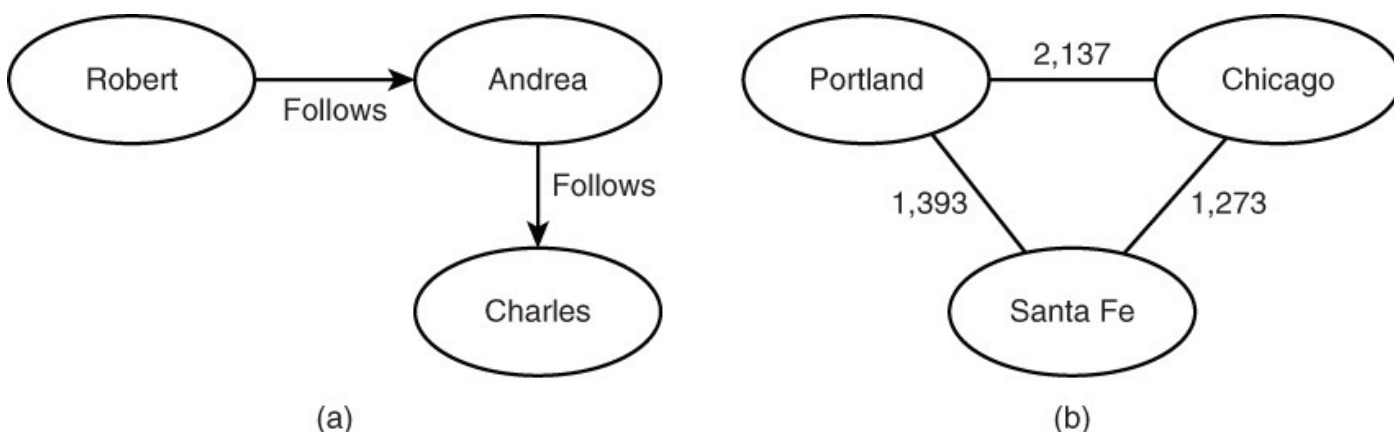 Robert
Follows
Andrea
Follows
Charles
(a)
Portland
2,137
Chicago
1,393
1,273
Santa Fe
(b)